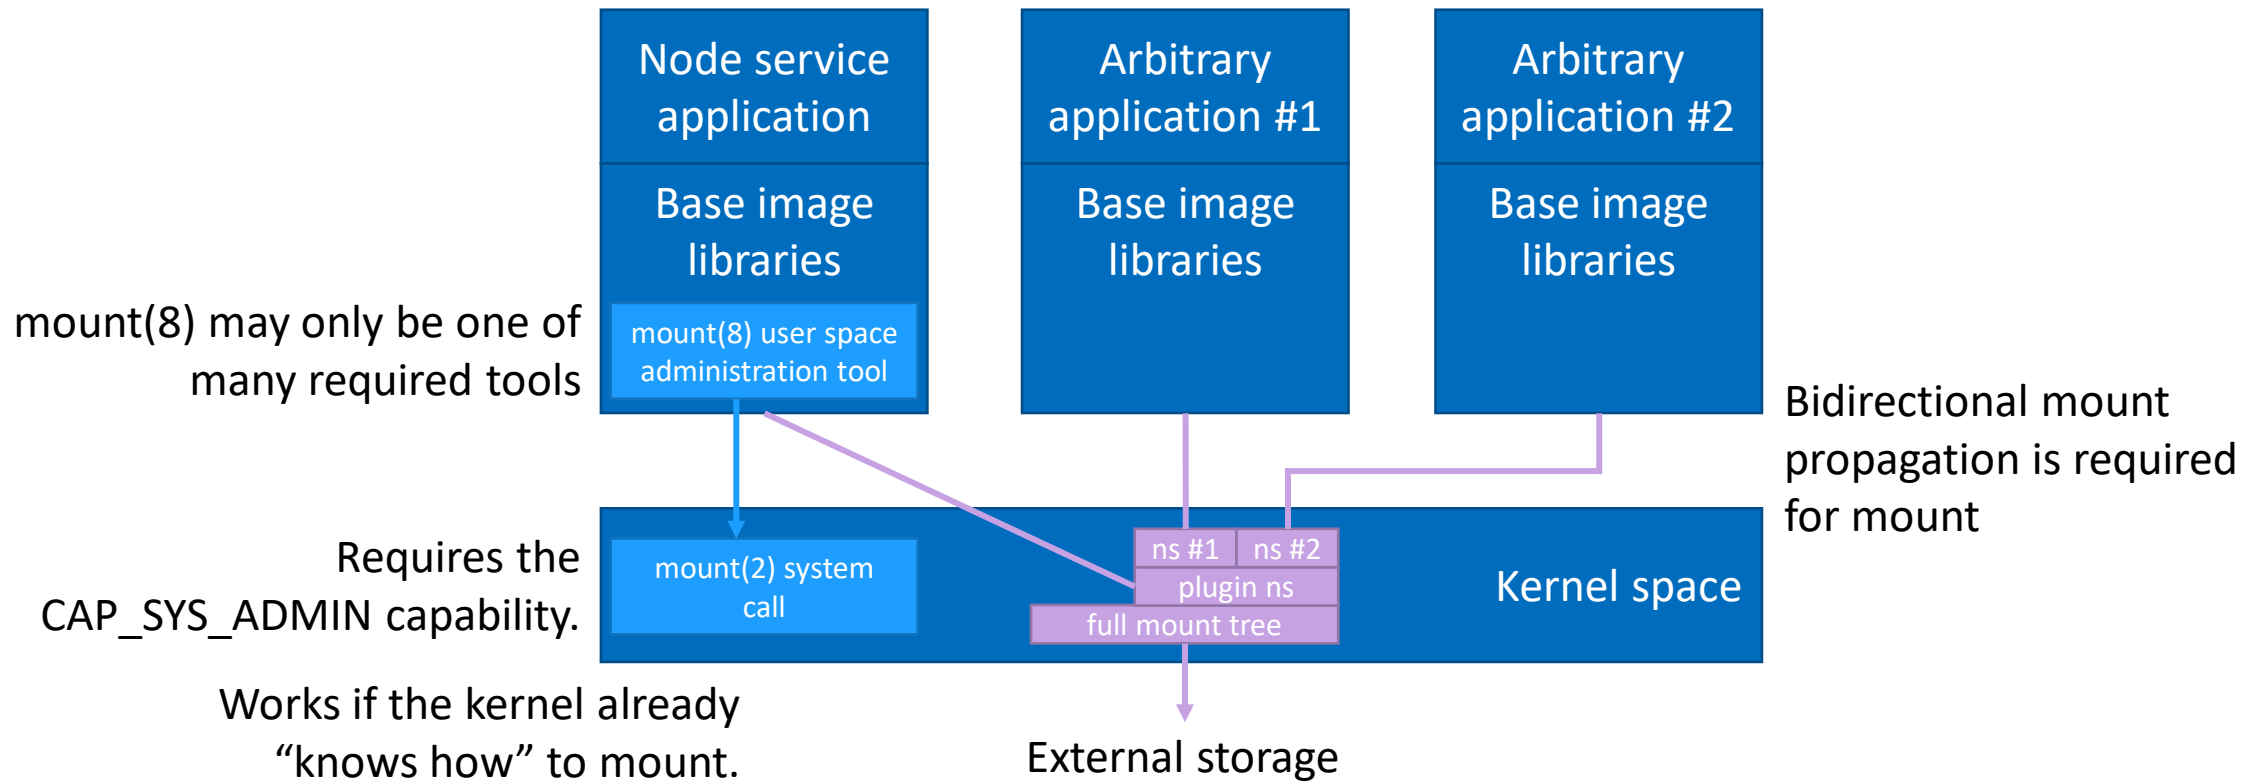 Node service
application
Arbitrary
application #1
Arbitrary
application #2
Base image
libraries
Base image
libraries
Base image
libraries
mount(8) may only be one of
many required tools
mount(8) user space
administration tool
Bidirectional mount
propagation is required
for mount
Requires the
CAP_SYS_ADMIN capability.
mount(2) system
call
ns #1
ns #2
plugin ns
full mount tree
Kernel space
Works if the kernel already
“knows how” to mount.
External storage